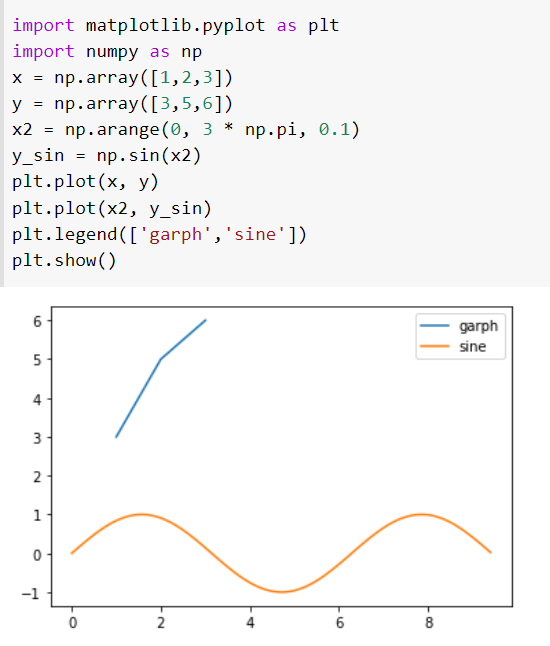 import matplotlib.pyplot as plt
import numpy as np
x = np.array([1,2,3])
y = np.array([3,5,6])
x2 = np.arange(0, 3 * np.pi, 0.1)
y_sin = np.sin(x2)
plt.plot(x, y)
plt.plot(x2, y_sin)
plt.legend(['garph','sine'])
plt.show()
garph
sine
6
5
4
3
2
1
0
−1
0 2 4 6 8